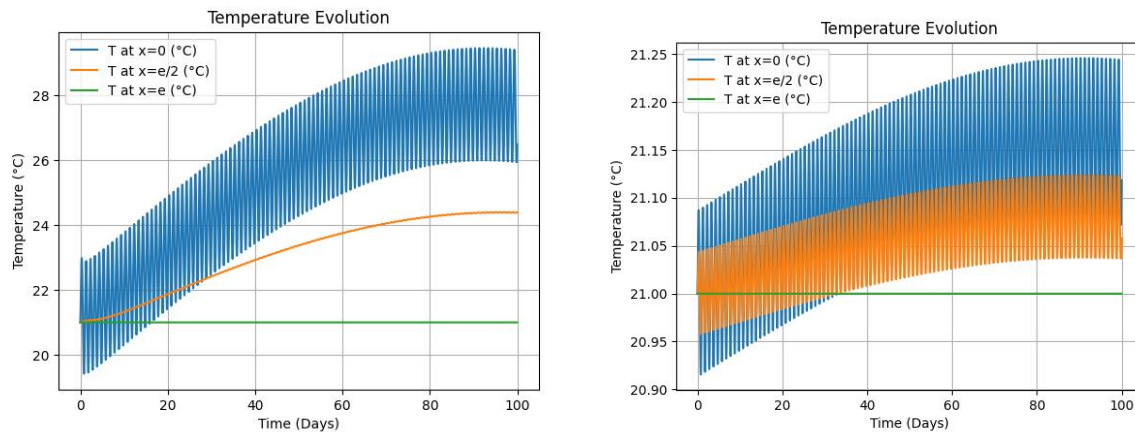 Temperature Evolution
T at x=0 (°C)
T at x=e/2 (°C)
T at x=e (°C)
28
26
24
22
20
Temperature (°C)
0 20 40 60 80 100
Time (Days)
Temperature Evolution
T at x=0 (°C)
T at x=e/2 (°C)
T at x=e (°C)
21.25
21.20
21.15
21.10
21.05
21.00
20.95
20.90
Temperature (°C)
0 20 40 60 80 100
Time (Days)